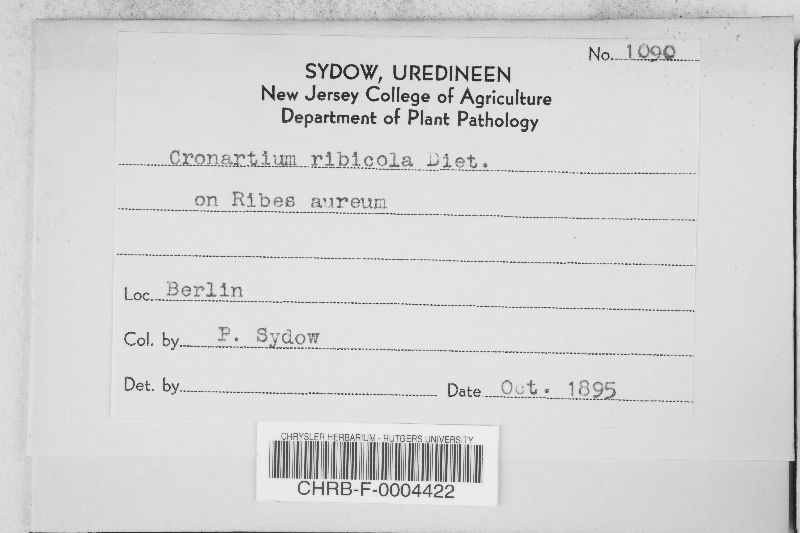 No. 1090
SYDOW, UREDINEEN
New Jersey College of Agriculture
Department of Plant Pathology
Cronartium ribicola Diet.
on Ribes aureum
Loc. Berlin
Col. by P. Sydow
Det. by
Date Oct. 1895
CHRYSLER HERBARIUM - RUTGERS UNIVERSITY
CHRB-F-0004422